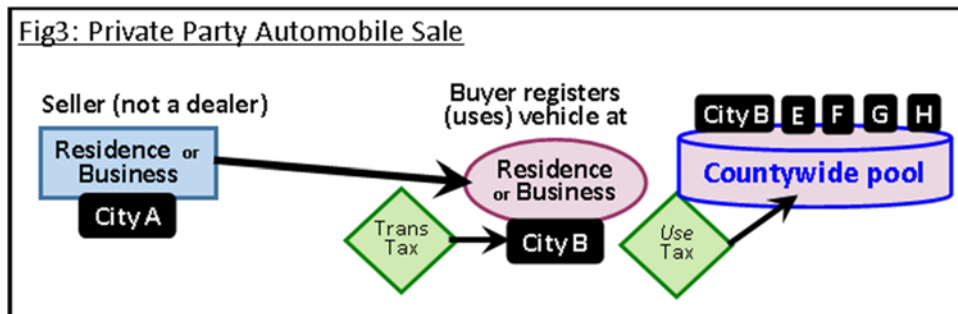 Fig3: Private Party Automobile Sale
Seller (not a dealer)
Residence or
Business
City A
Buyer registers
(uses) vehicle at
Residence
or Business
City B
Trans
Tax
City B E F G H
Countywide pool
Use
Tax